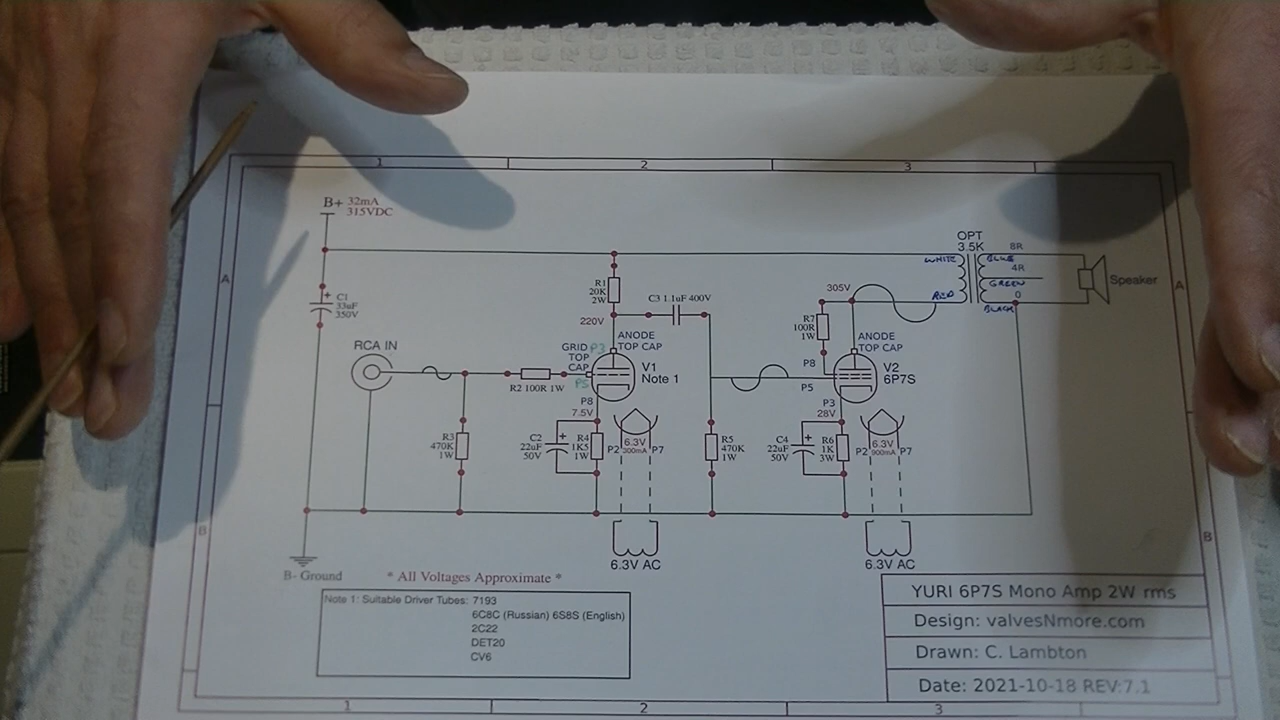 1 2 3
B+ 32mA
315VDC
OPT
3.5K
8R
WHITE BLUE
4R
A
Speaker
A
GREEN
RED 0
BLACK
305V
R1
20K
2W
C3 1.1uF 400V
+ C1
33uF
350V
220V
R7
100R
1W
ANODE
TOP CAP
ANODE
TOP CAP
RCA IN
GRID P3
TOP
CAP
P5
V1
Note 1
P8
V2
6P7S
R2 100R 1W
P5
P8
7.5V
P3
28V
R3
470K
1W
C2
22uF
50V
+
R4
1K5
1W
P2 6.3V P7
300mA
R5
470K
1W
C4
22uF
50V
+
R6
1K
3W
P2 6.3V P7
900mA
B
B
6.3V AC
6.3V AC
B- Ground
* All Voltages Approximate *
Note 1: Suitable Driver Tubes: 7193
6C8C (Russian) 6S8S (English)
2C22
DET20
CV6
YURI 6P7S Mono Amp 2W rms
Design: valvesNmore.com
Drawn: C. Lambton
Date: 2021-10-18 REV:7.1
1 2 3